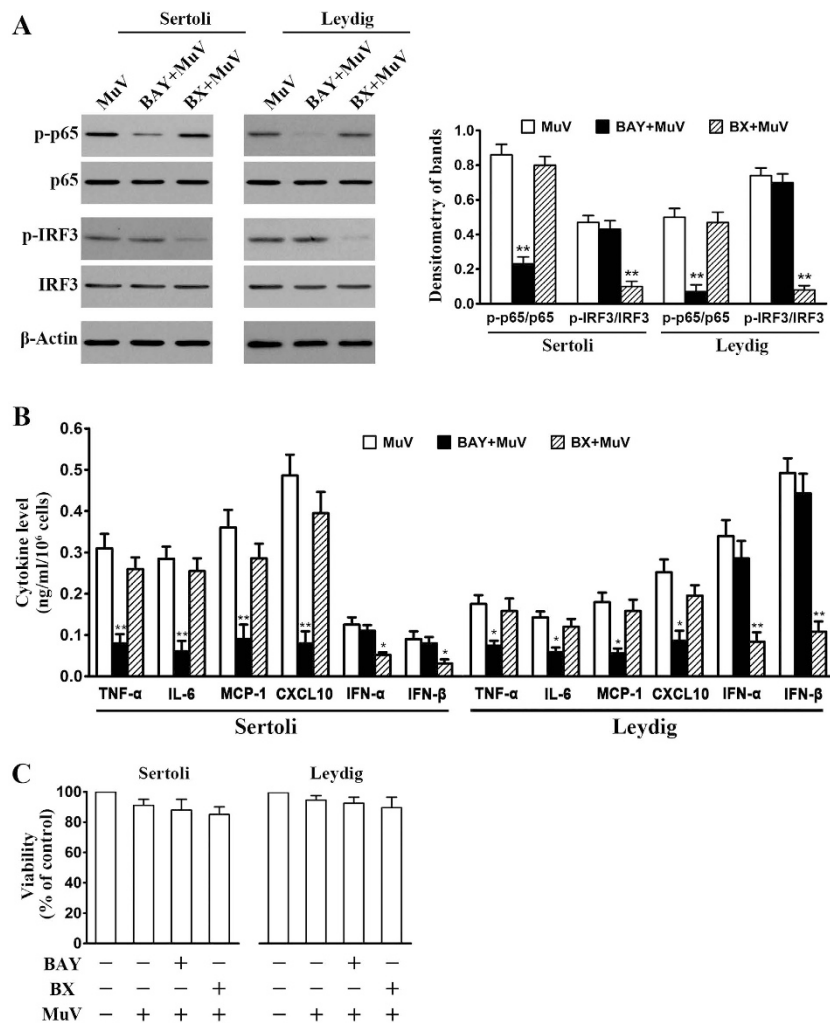 A
Sertoli
Leydig
MuV BAY+MuV BX+MuV MuV BAY+MuV BX+MuV
p-p65
p65
p-IRF3
IRF3
β-Actin
MuV BAY+MuV BX+MuV
Densitometry of bands
1.0
0.8
0.6
0.4
0.2
0.0
** ** ** **
p-p65/p65 p-IRF3/IRF3 p-p65/p65 p-IRF3/IRF3
Sertoli Leydig
B
MuV BAY+MuV BX+MuV
Cytokine level
(ng/ml/10⁶ cells)
0.6
0.5
0.4
0.3
0.2
0.1
0.0
** ** ** ** * * * * * * ** **
TNF-α IL-6 MCP-1 CXCL10 IFN-α IFN-β TNF-α IL-6 MCP-1 CXCL10 IFN-α IFN-β
Sertoli Leydig
C
Sertoli Leydig
Viability
(% of control)
100
80
60
40
20
0
BAY − − + − − − + −
BX − − − + − − − +
MuV − + + + − + + +